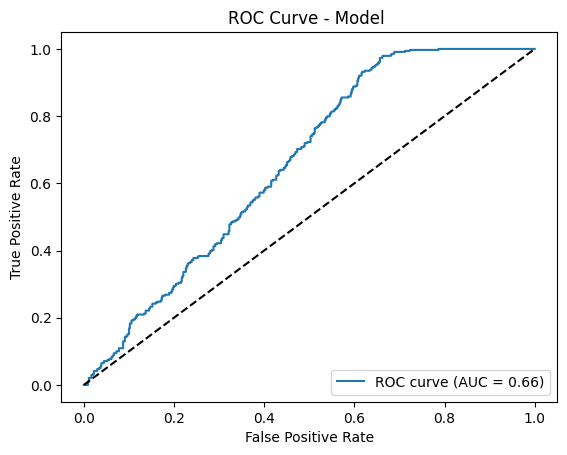 ROC Curve - Model
True Positive Rate
1.0
0.8
0.6
0.4
0.2
0.0
ROC curve (AUC = 0.66)
0.0 0.2 0.4 0.6 0.8 1.0
False Positive Rate